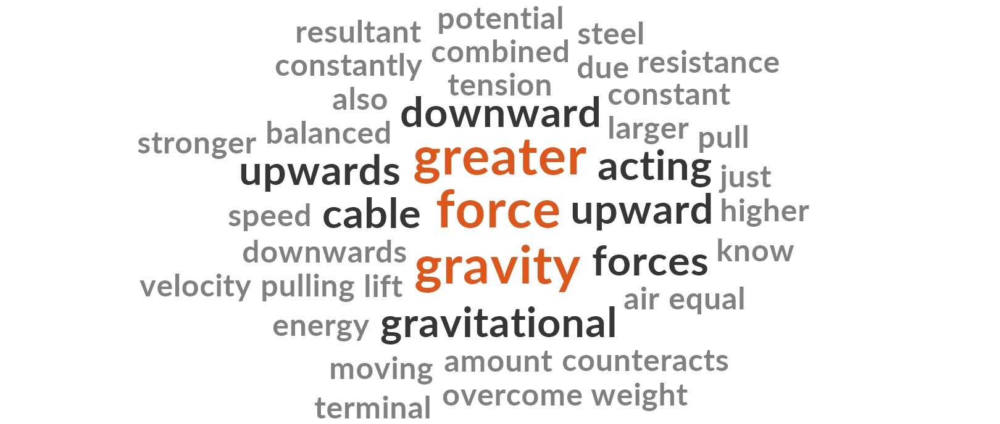 potential
resultant
steel
combined
constantly
due resistance
tension
also
constant
downward
balanced
larger
stronger
pull
greater
upwards
acting
just
force
speed cable
upward higher
downwards
know
gravity forces
velocity pulling lift
air equal
energy gravitational
moving amount counteracts
overcome weight
terminal